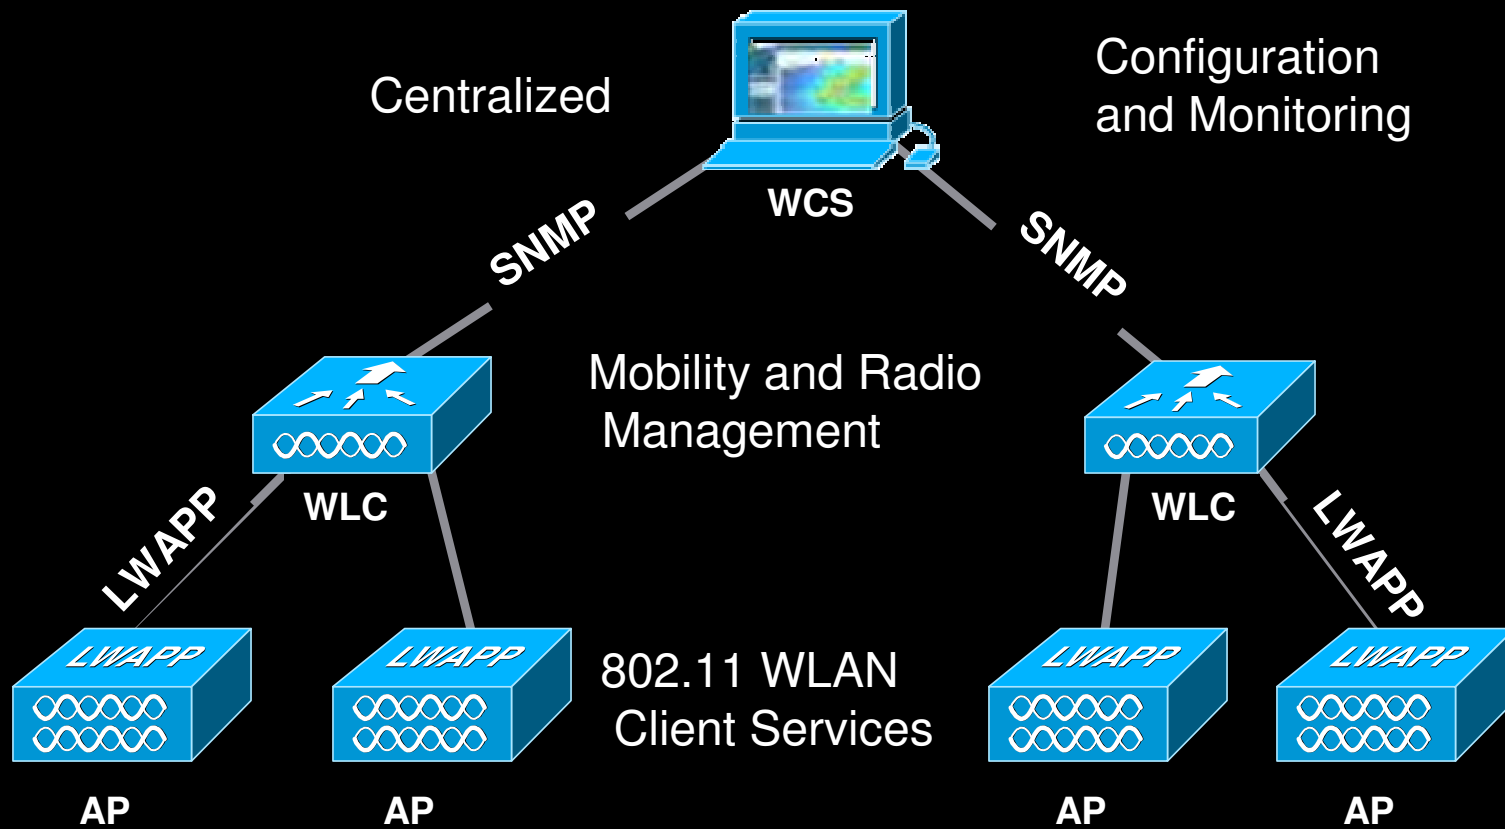 Centralized
Configuration
and Monitoring
WCS
SNMP
SNMP
Mobility and Radio
Management
WLC
WLC
LWAPP
LWAPP
LWAPP
LWAPP
LWAPP
LWAPP
802.11 WLAN
Client Services
AP
AP
AP
AP